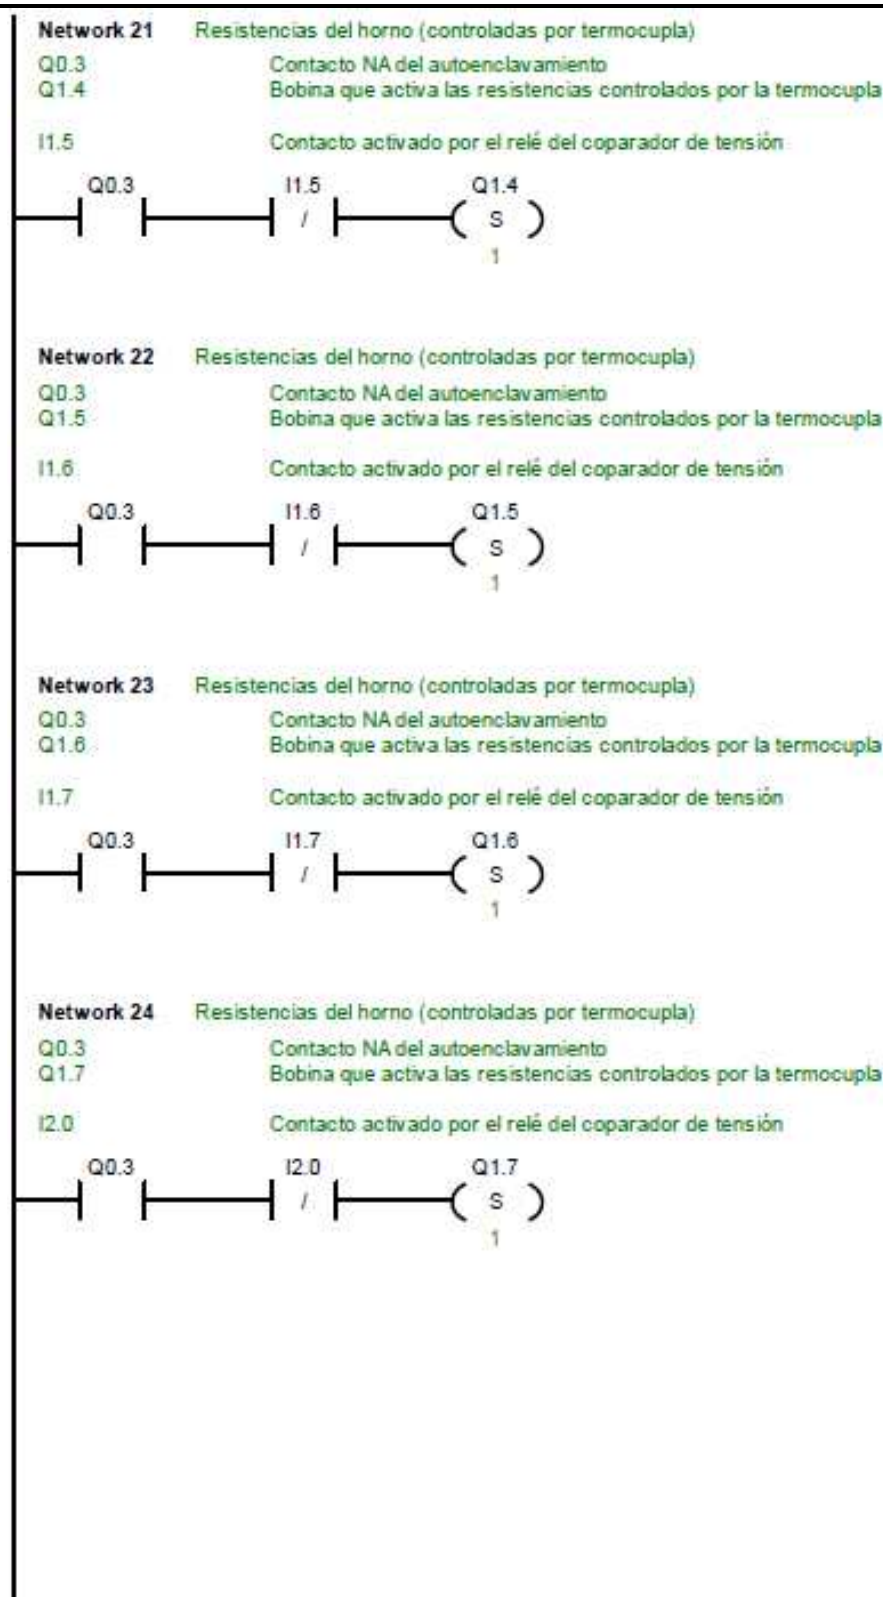 Network 21 Resistencias del horno (controladas por termocupla)
Q0.3 Contacto NA del autoenclavamiento
Q1.4 Bobina que activa las resistencias controlados por la termocupla
I1.5 Contacto activado por el relé del coparador de tensión
Q0.3 I1.5 Q1.4
/ S
1
Network 22 Resistencias del horno (controladas por termocupla)
Q0.3 Contacto NA del autoenclavamiento
Q1.5 Bobina que activa las resistencias controlados por la termocupla
I1.6 Contacto activado por el relé del coparador de tensión
Q0.3 I1.6 Q1.5
/ S
1
Network 23 Resistencias del horno (controladas por termocupla)
Q0.3 Contacto NA del autoenclavamiento
Q1.6 Bobina que activa las resistencias controlados por la termocupla
I1.7 Contacto activado por el relé del coparador de tensión
Q0.3 I1.7 Q1.6
/ S
1
Network 24 Resistencias del horno (controladas por termocupla)
Q0.3 Contacto NA del autoenclavamiento
Q1.7 Bobina que activa las resistencias controlados por la termocupla
I2.0 Contacto activado por el relé del coparador de tensión
Q0.3 I2.0 Q1.7
/ S
1